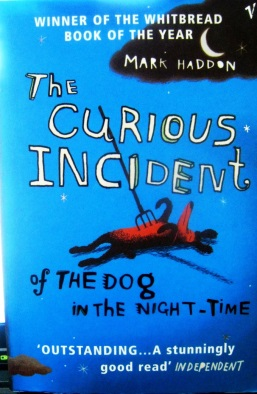 WINNER OF THE WHITBREAD
BOOK OF THE YEAR
V
MARK HADDON
The
CURIOUS
INCIDENT
of THE DOG
IN THE NIGHT-TIME
'OUTSTANDING...A stunningly
good read' INDEPENDENT